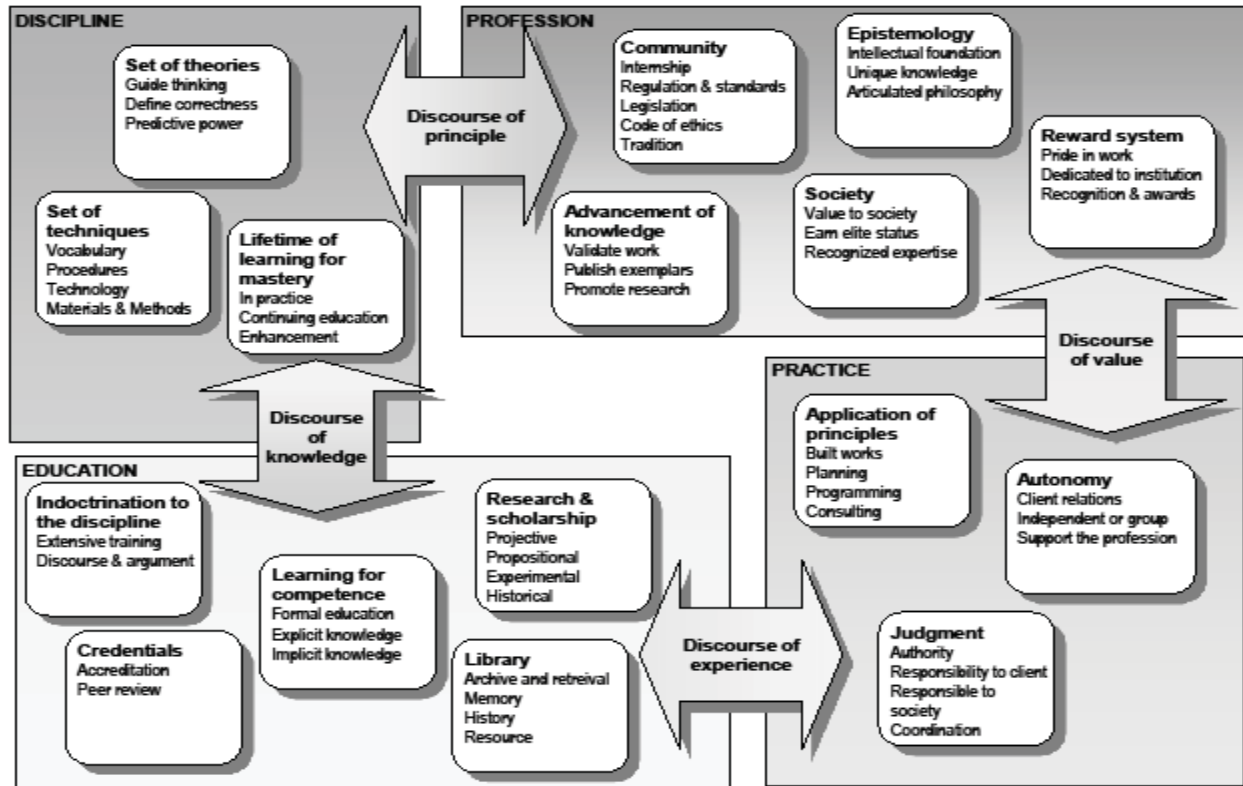 DISCIPLINE
Set of theories
Guide thinking
Define correctness
Predictive power
Set of
techniques
Vocabulary
Procedures
Technology
Materials & Methods
Lifetime of
learning for
mastery
In practice
Continuing education
Enhancement
Discourse of
principle
PROFESSION
Community
Internship
Regulation & standards
Legislation
Code of ethics
Tradition
Epistemology
Intellectual foundation
Unique knowledge
Articulated philosophy
Reward system
Pride in work
Dedicated to institution
Recognition & awards
Advancement of
knowledge
Validate work
Publish exemplars
Promote research
Society
Value to society
Earn elite status
Recognized expertise
Discourse
of value
Discourse
of
knowledge
EDUCATION
Indoctrination to
the discipline
Extensive training
Discourse & argument
Learning for
competence
Formal education
Explicit knowledge
Implicit knowledge
Research &
scholarship
Projective
Propositional
Experimental
Historical
Credentials
Accreditation
Peer review
Library
Archive and retreival
Memory
History
Resource
Discourse of
experience
PRACTICE
Application of
principles
Built works
Planning
Programming
Consulting
Autonomy
Client relations
Independent or group
Support the profession
Judgment
Authority
Responsibility to client
Responsible to
society
Coordination